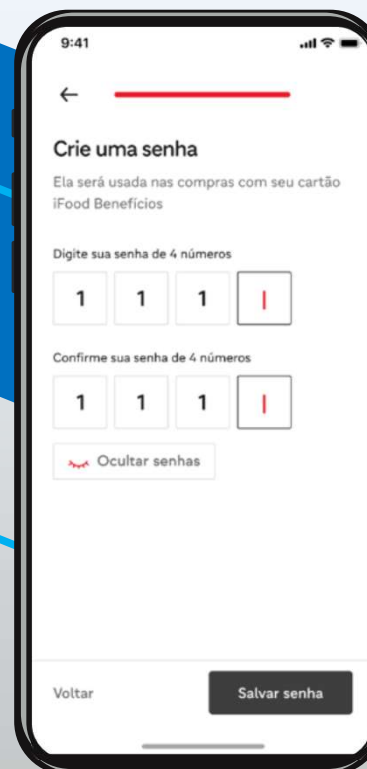 9:41
Crie uma senha
Ela será usada nas compras com seu cartão
iFood Benefícios
Digite sua senha de 4 números
1 1 1
Confirme sua senha de 4 números
1 1 1
Ocultar senhas
Voltar Salvar senha